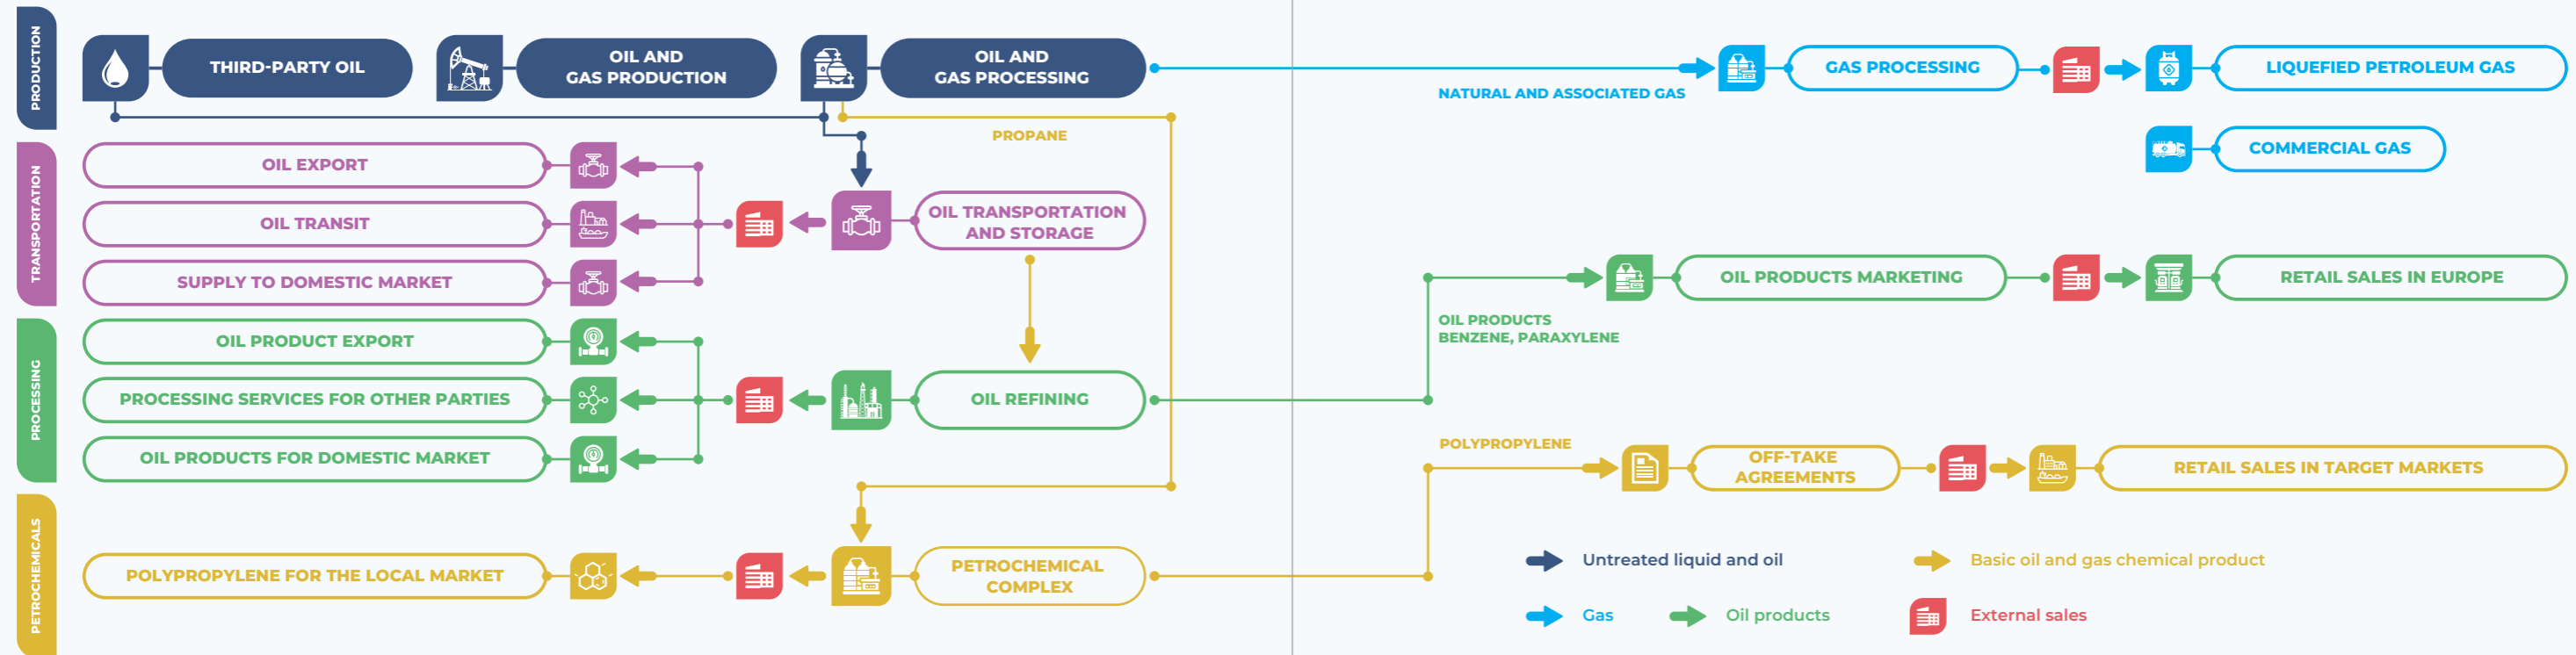 PRODUCTION
THIRD-PARTY OIL
OIL AND
GAS PRODUCTION
OIL AND
GAS PROCESSING
NATURAL AND ASSOCIATED GAS
GAS PROCESSING
LIQUEFIED PETROLEUM GAS
COMMERCIAL GAS
PROPANE
TRANSPORTATION
OIL EXPORT
OIL TRANSIT
SUPPLY TO DOMESTIC MARKET
OIL TRANSPORTATION
AND STORAGE
OIL PRODUCTS MARKETING
RETAIL SALES IN EUROPE
OIL PRODUCTS
BENZENE, PARAXYLENE
PROCESSING
OIL PRODUCT EXPORT
PROCESSING SERVICES FOR OTHER PARTIES
OIL PRODUCTS FOR DOMESTIC MARKET
OIL REFINING
POLYPROPYLENE
OFF-TAKE
AGREEMENTS
RETAIL SALES IN TARGET MARKETS
PETROCHEMICALS
POLYPROPYLENE FOR THE LOCAL MARKET
PETROCHEMICAL
COMPLEX
Untreated liquid and oil
Basic oil and gas chemical product
Gas
Oil products
External sales